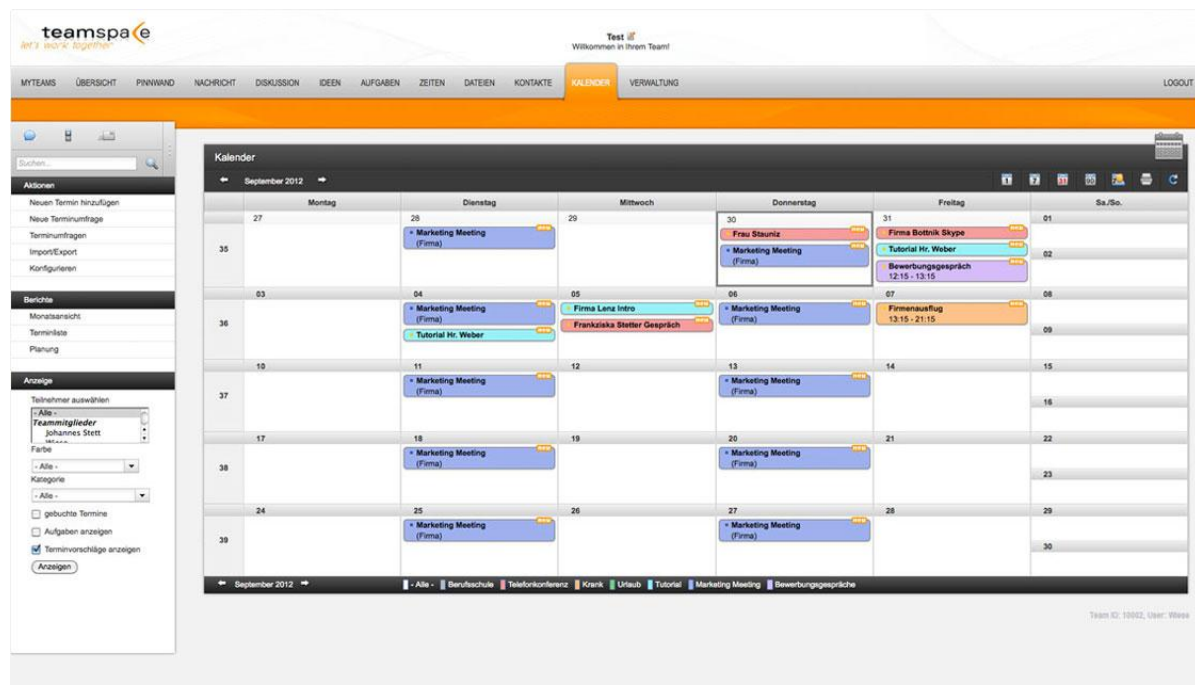 teamspace
let's work together
Test
Willkommen in Ihrem Team!
MYTEAMS ÜBERSICHT PINNWAND NACHRICHT DISKUSSION IDEEN AUFGABEN ZEITEN DATEIEN KONTAKTE KALENDER VERWALTUNG LOGOUT
Suchen...
Aktionen
Neuen Termin hinzufügen
Neue Terminumfrage
Terminumfragen
Import/Export
Konfigurieren
Berichte
Monatsansicht
Terminliste
Planung
Anzeige
Teilnehmer auswählen
- Alle -
Teammitglieder
Johannes Stett
Farbe
- Alle -
Kategorie
- Alle -
gebuchte Termine
Aufgaben anzeigen
Terminvorschläge anzeigen
Anzeigen
Kalender
September 2012
Montag Dienstag Mittwoch Donnerstag Freitag Sa./So.
35
27
28
Marketing Meeting
(Firma)
29
30
Frau Stauniz
Marketing Meeting
(Firma)
31
Firma Bottnik Skype
Tutorial Hr. Weber
Bewerbungsgespräch
12:15 - 13:15
01
02
36
03
04
Marketing Meeting
(Firma)
Tutorial Hr. Weber
05
Firma Lenz Intro
Frankziska Stetter Gespräch
06
Marketing Meeting
(Firma)
07
Firmenausflug
13:15 - 21:15
08
09
37
10
11
Marketing Meeting
(Firma)
12
13
Marketing Meeting
(Firma)
14
15
16
38
17
18
Marketing Meeting
(Firma)
19
20
Marketing Meeting
(Firma)
21
22
23
39
24
25
Marketing Meeting
(Firma)
26
27
Marketing Meeting
(Firma)
28
29
30
September 2012
- Alle - Berufsschule Telefonkonferenz Krank Urlaub Tutorial Marketing Meeting Bewerbungsgespräche
Team ID: 10002, User: Wiese